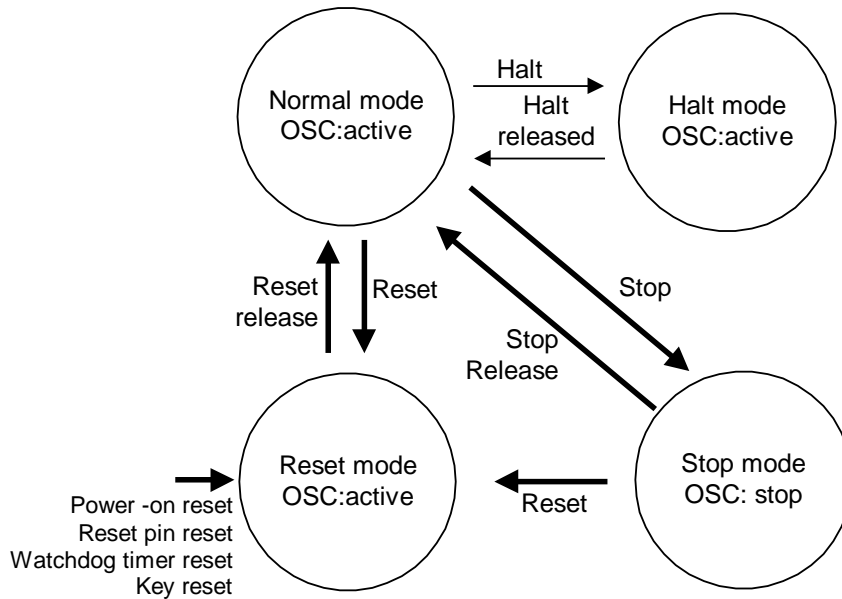 Normal mode
OSC:active
Halt
Halt
released
Halt mode
OSC:active
Reset
release
Reset
Stop
Stop
Release
Reset mode
OSC:active
Power -on reset
Reset pin reset
Watchdog timer reset
Key reset
Reset
Stop mode
OSC: stop